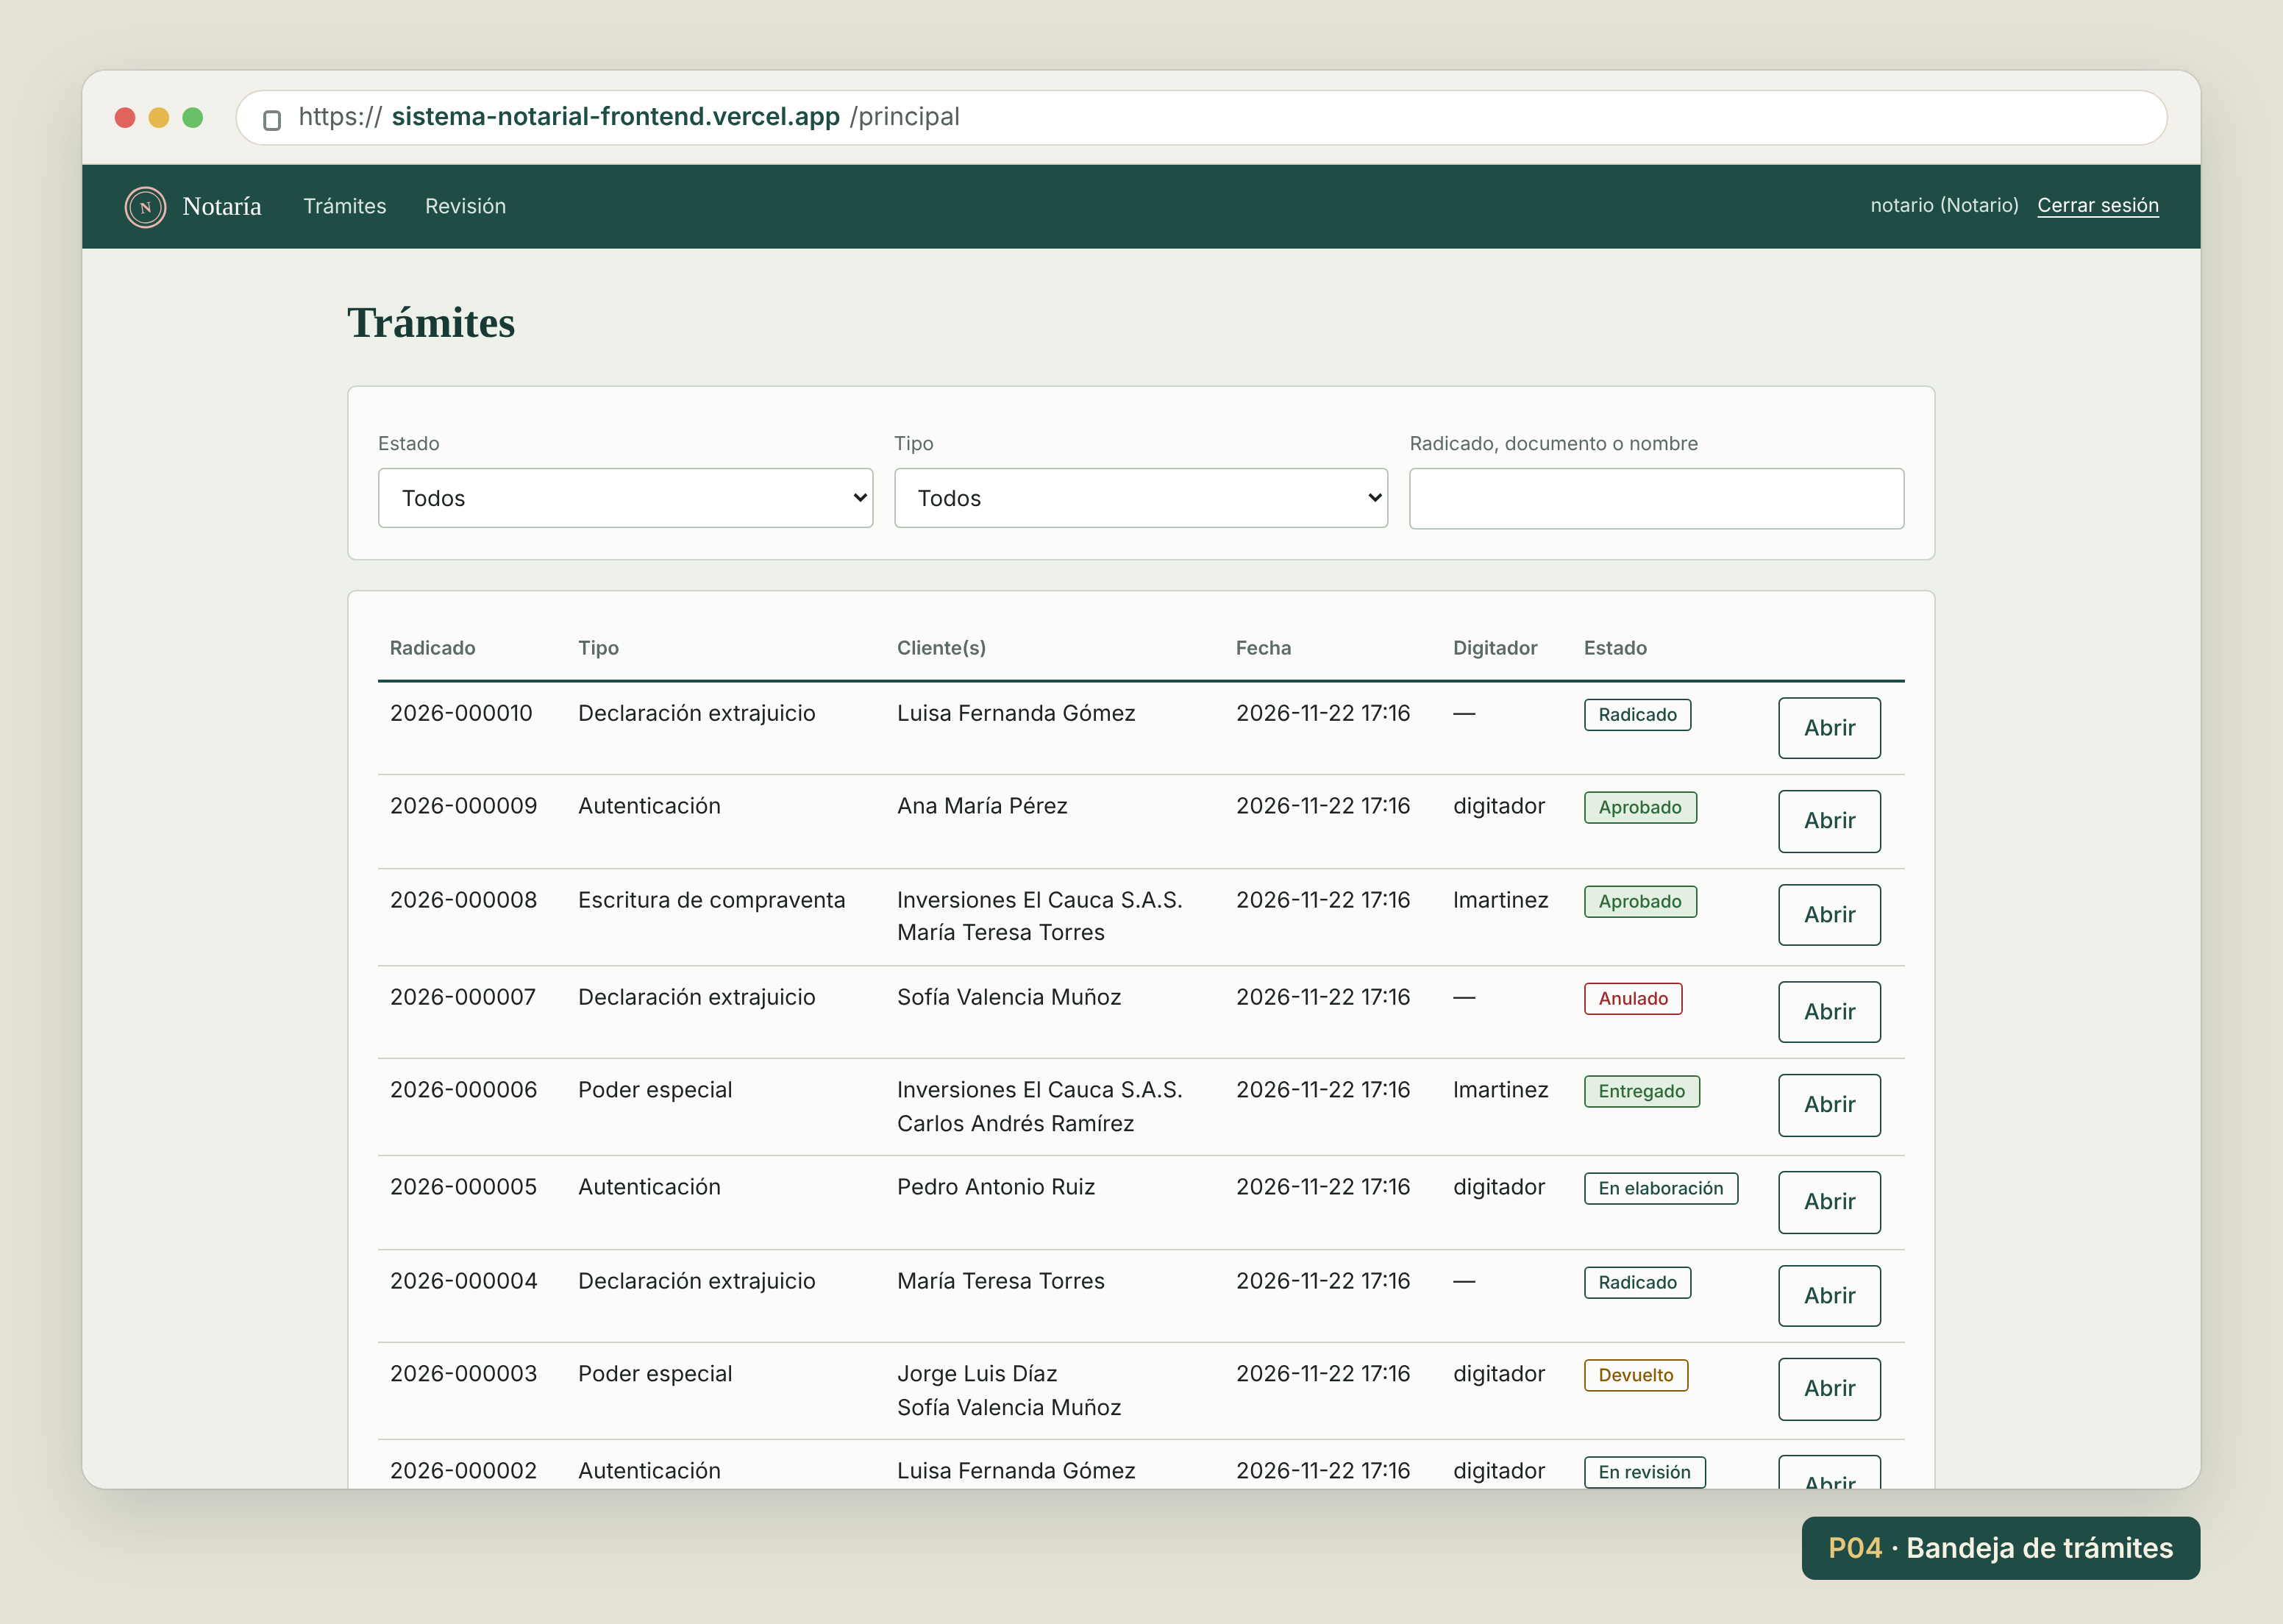 https:// sistema-notarial-frontend.vercel.app /principal
N Notaría Trámites Revisión notario (Notario) Cerrar sesión
Trámites
Estado Tipo Radicado, documento o nombre
Todos Todos
Radicado Tipo Cliente(s) Fecha Digitador Estado
2026-000010 Declaración extrajuicio Luisa Fernanda Gómez 2026-11-22 17:16 — Radicado Abrir
2026-000009 Autenticación Ana María Pérez 2026-11-22 17:16 digitador Aprobado Abrir
2026-000008 Escritura de compraventa Inversiones El Cauca S.A.S. 2026-11-22 17:16 lmartinez Aprobado Abrir
María Teresa Torres
2026-000007 Declaración extrajuicio Sofía Valencia Muñoz 2026-11-22 17:16 — Anulado Abrir
2026-000006 Poder especial Inversiones El Cauca S.A.S. 2026-11-22 17:16 lmartinez Entregado Abrir
Carlos Andrés Ramírez
2026-000005 Autenticación Pedro Antonio Ruiz 2026-11-22 17:16 digitador En elaboración Abrir
2026-000004 Declaración extrajuicio María Teresa Torres 2026-11-22 17:16 — Radicado Abrir
2026-000003 Poder especial Jorge Luis Díaz 2026-11-22 17:16 digitador Devuelto Abrir
Sofía Valencia Muñoz
2026-000002 Autenticación Luisa Fernanda Gómez 2026-11-22 17:16 digitador En revisión Abrir
P04 · Bandeja de trámites